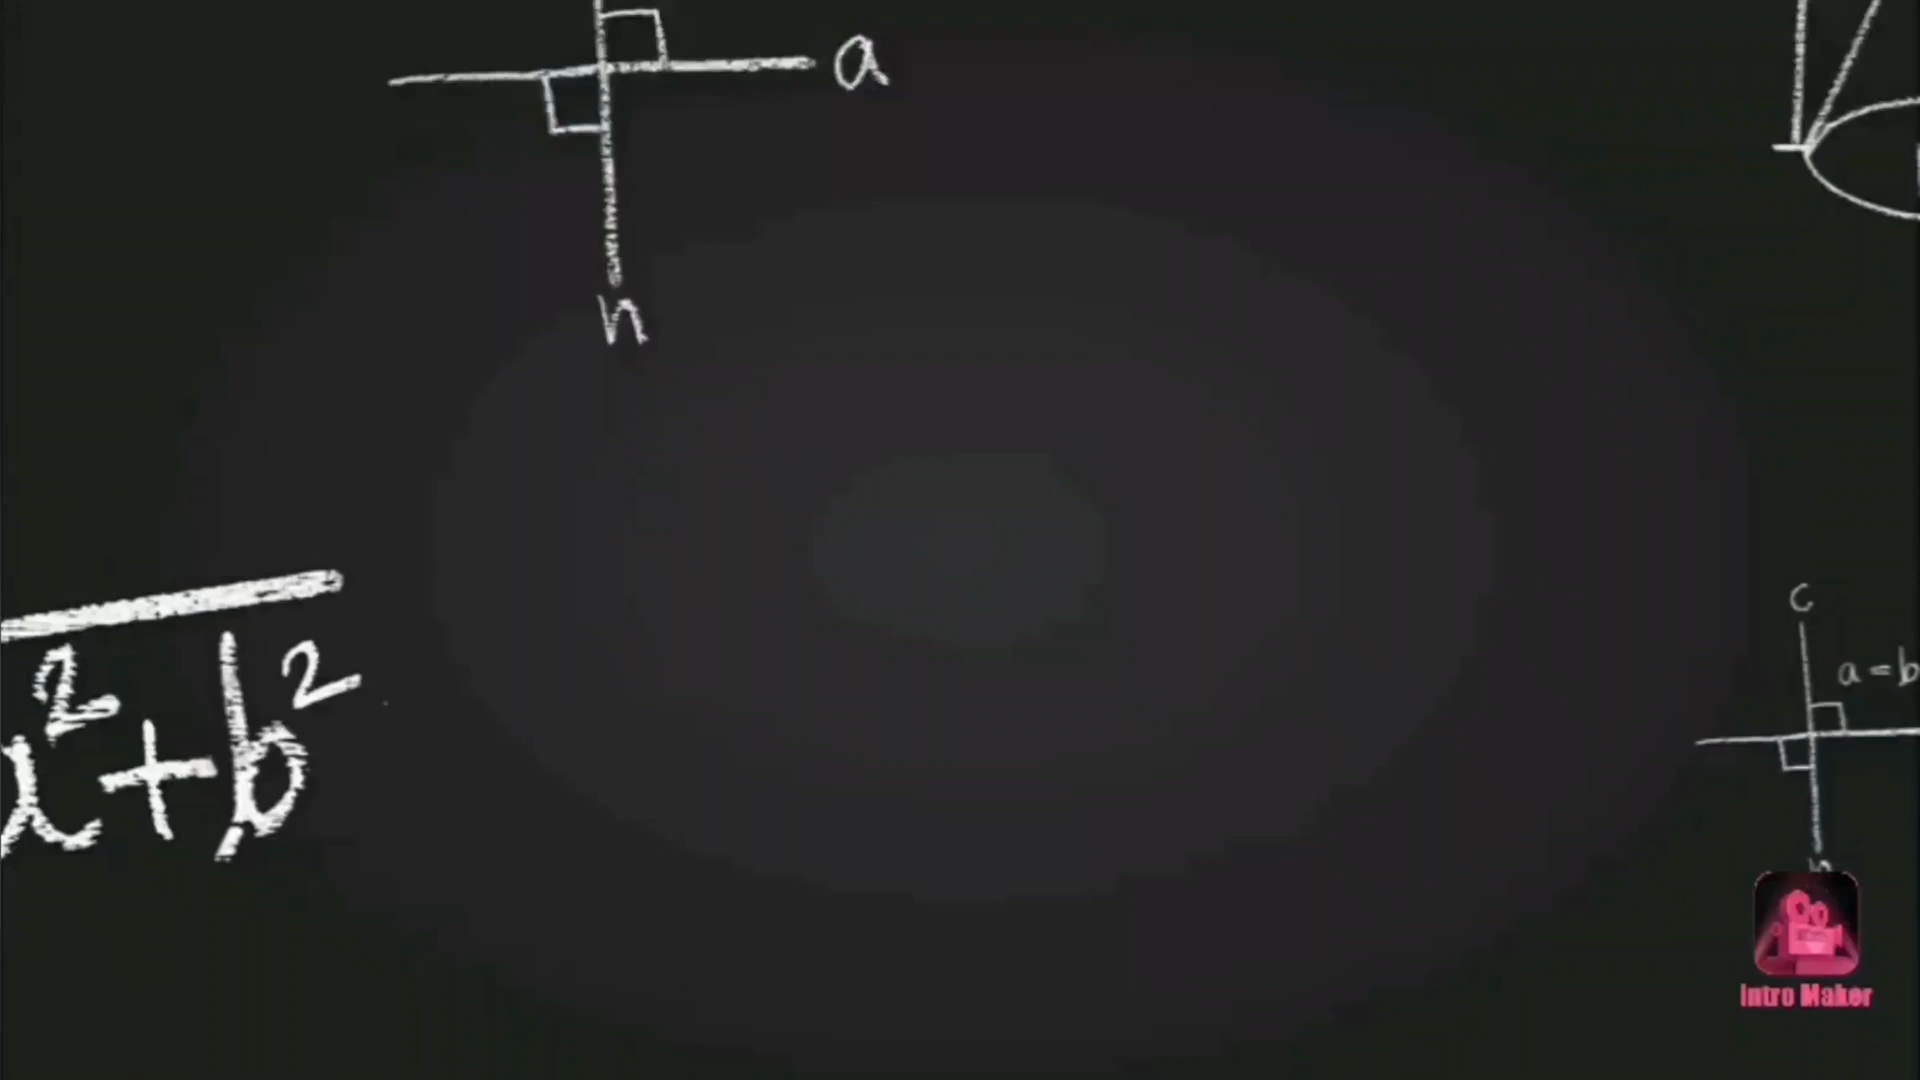 a
n
a²+b²
c
a=b
n
Intro Maker